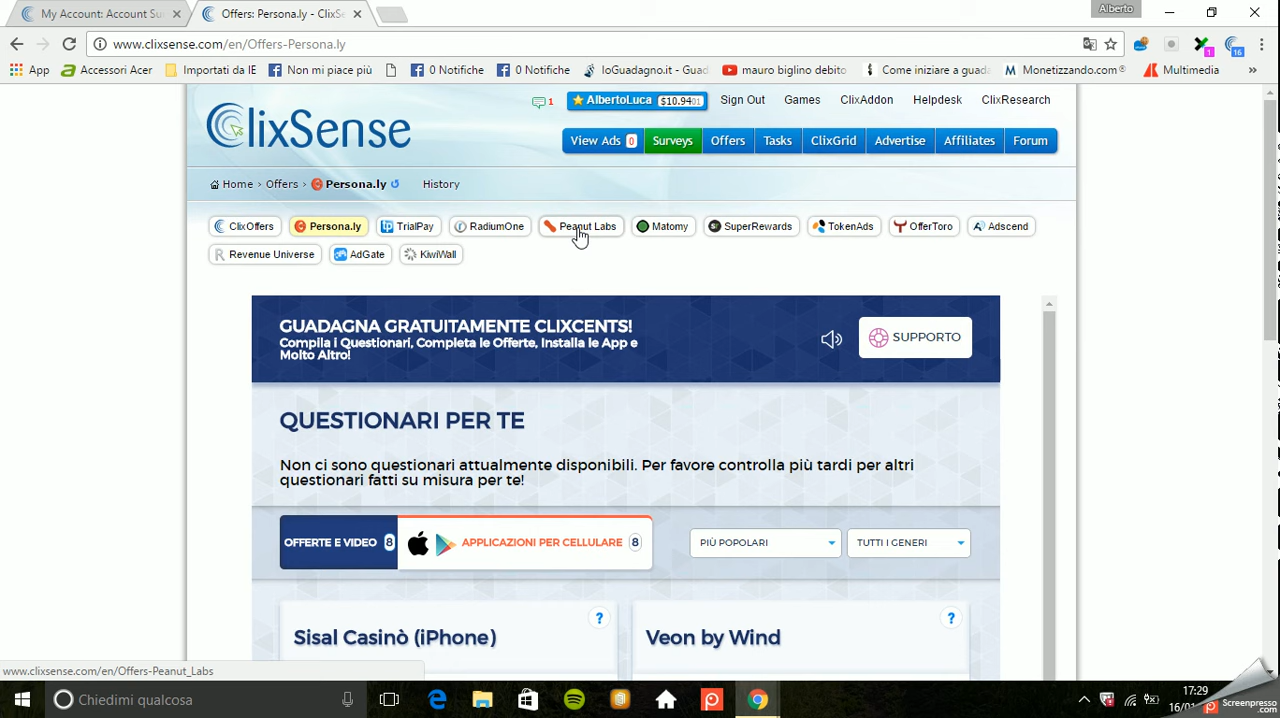 My Account: Account Su
Offers: Persona.ly - ClixSe
Alberto
www.clixsense.com/en/Offers-Persona.ly
1
16
App
Accessori Acer
Importati da IE
Non mi piace più
0 Notifiche
0 Notifiche
IoGuadagno.it - Guad
mauro biglino debito
Come iniziare a guada
Monetizzando.com®
Multimedia
»
ClixSense
1
AlbertoLuca $10.9401
Sign Out
Games
ClixAddon
Helpdesk
ClixResearch
View Ads 0
Surveys
Offers
Tasks
ClixGrid
Advertise
Affiliates
Forum
Home › Offers › Persona.ly
History
ClixOffers
Persona.ly
TrialPay
RadiumOne
Peanut Labs
Matomy
SuperRewards
TokenAds
OfferToro
Adscend
Revenue Universe
AdGate
KiwiWall
GUADAGNA GRATUITAMENTE CLIXCENTS!
Compila i Questionari, Completa le Offerte, Installa le App e
Molto Altro!
SUPPORTO
QUESTIONARI PER TE
Non ci sono questionari attualmente disponibili. Per favore controlla più tardi per altri
questionari fatti su misura per te!
OFFERTE E VIDEO 8
APPLICAZIONI PER CELLULARE 8
PIÙ POPOLARI
TUTTI I GENERI
Sisal Casinò (iPhone)
?
Veon by Wind
?
www.clixsense.com/en/Offers-Peanut_Labs
Chiedimi qualcosa
17:29
16/01
Screenpresso
.com